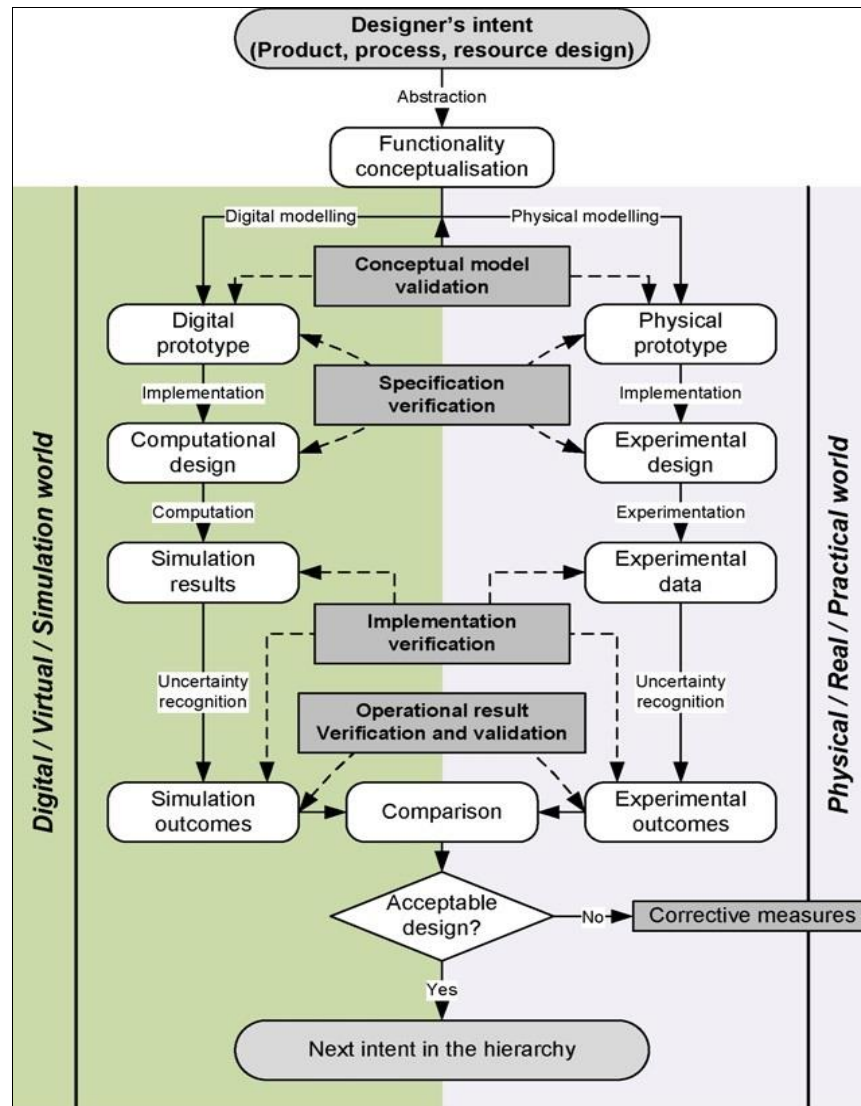 Designer's intent
(Product, process, resource design)
Abstraction
Functionality
conceptualisation
Digital modelling
Physical modelling
Conceptual model
validation
Digital
prototype
Physical
prototype
Implementation
Specification
verification
Implementation
Computational
design
Experimental
design
Computation
Experimentation
Simulation
results
Experimental
data
Implementation
verification
Uncertainty
recognition
Uncertainty
recognition
Operational result
Verification and validation
Simulation
outcomes
Comparison
Experimental
outcomes
Acceptable
design?
No
Corrective measures
Yes
Next intent in the hierarchy
Digital / Virtual / Simulation world
Physical / Real / Practical world